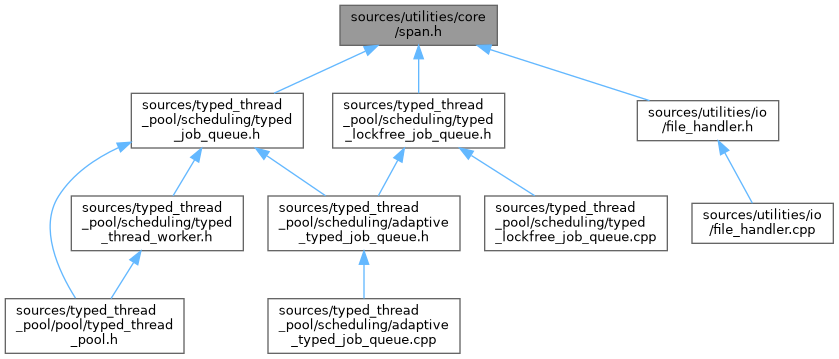 sources/utilities/core
/span.h
sources/typed_thread
_pool/scheduling/typed
_job_queue.h
sources/typed_thread
_pool/scheduling/typed
_lockfree_job_queue.h
sources/utilities/io
/file_handler.h
sources/typed_thread
_pool/scheduling/typed
_thread_worker.h
sources/typed_thread
_pool/scheduling/adaptive
_typed_job_queue.h
sources/typed_thread
_pool/scheduling/typed
_lockfree_job_queue.cpp
sources/utilities/io
/file_handler.cpp
sources/typed_thread
_pool/pool/typed_thread
_pool.h
sources/typed_thread
_pool/scheduling/adaptive
_typed_job_queue.cpp